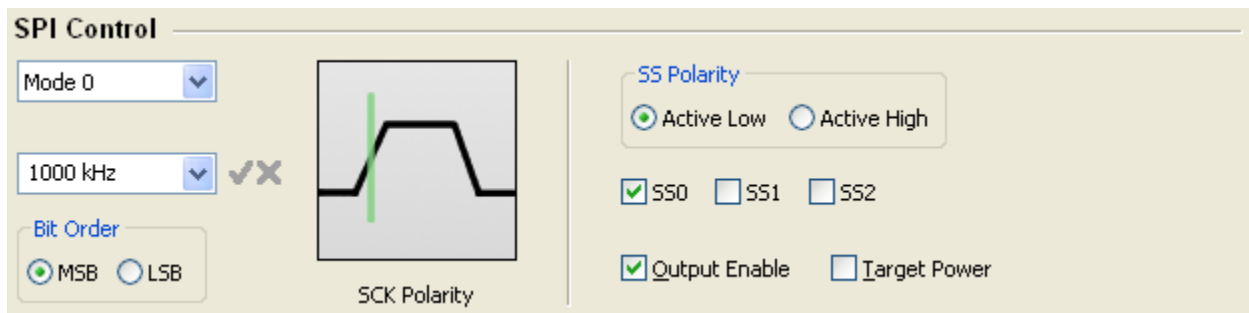 SPI Control
Mode 0
1000 kHz
Bit Order
MSB LSB
SCK Polarity
SS Polarity
Active Low Active High
SS0 SS1 SS2
Output Enable Target Power